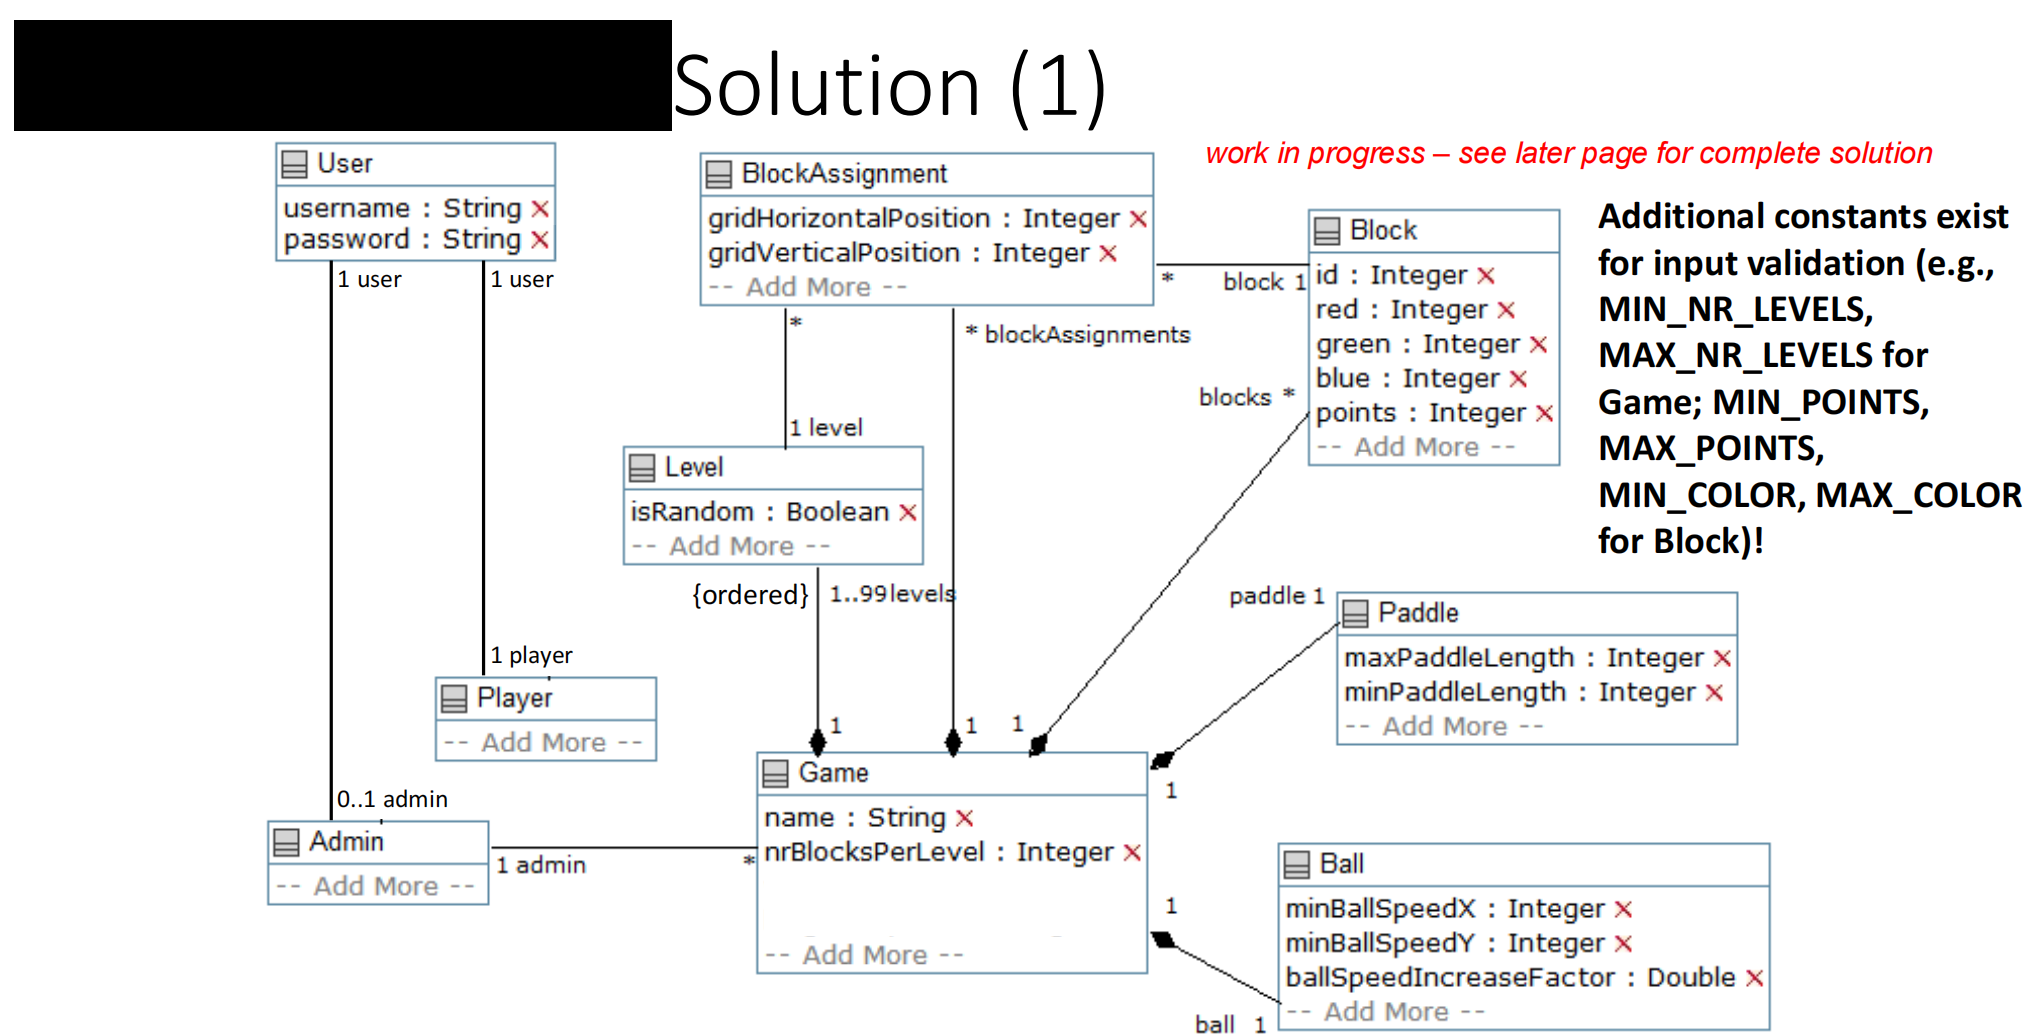 Solution (1)
work in progress – see later page for complete solution
User
username : String
password : String
1 user
1 user
BlockAssignment
gridHorizontalPosition : Integer
gridVerticalPosition : Integer
-- Add More --
*
block 1
*
* blockAssignments
Block
id : Integer
red : Integer
green : Integer
blue : Integer
points : Integer
-- Add More --
blocks *
Additional constants exist
for input validation (e.g.,
MIN_NR_LEVELS,
MAX_NR_LEVELS for
Game; MIN_POINTS,
MAX_POINTS,
MIN_COLOR, MAX_COLOR
for Block)!
1 level
Level
isRandom : Boolean
-- Add More --
{ordered}
1..99 levels
paddle 1
Paddle
maxPaddleLength : Integer
minPaddleLength : Integer
-- Add More --
1 player
Player
-- Add More --
1
1
1
1
0..1 admin
Admin
-- Add More --
1 admin
*
Game
name : String
nrBlocksPerLevel : Integer
-- Add More --
1
Ball
minBallSpeedX : Integer
minBallSpeedY : Integer
ballSpeedIncreaseFactor : Double
-- Add More --
ball 1